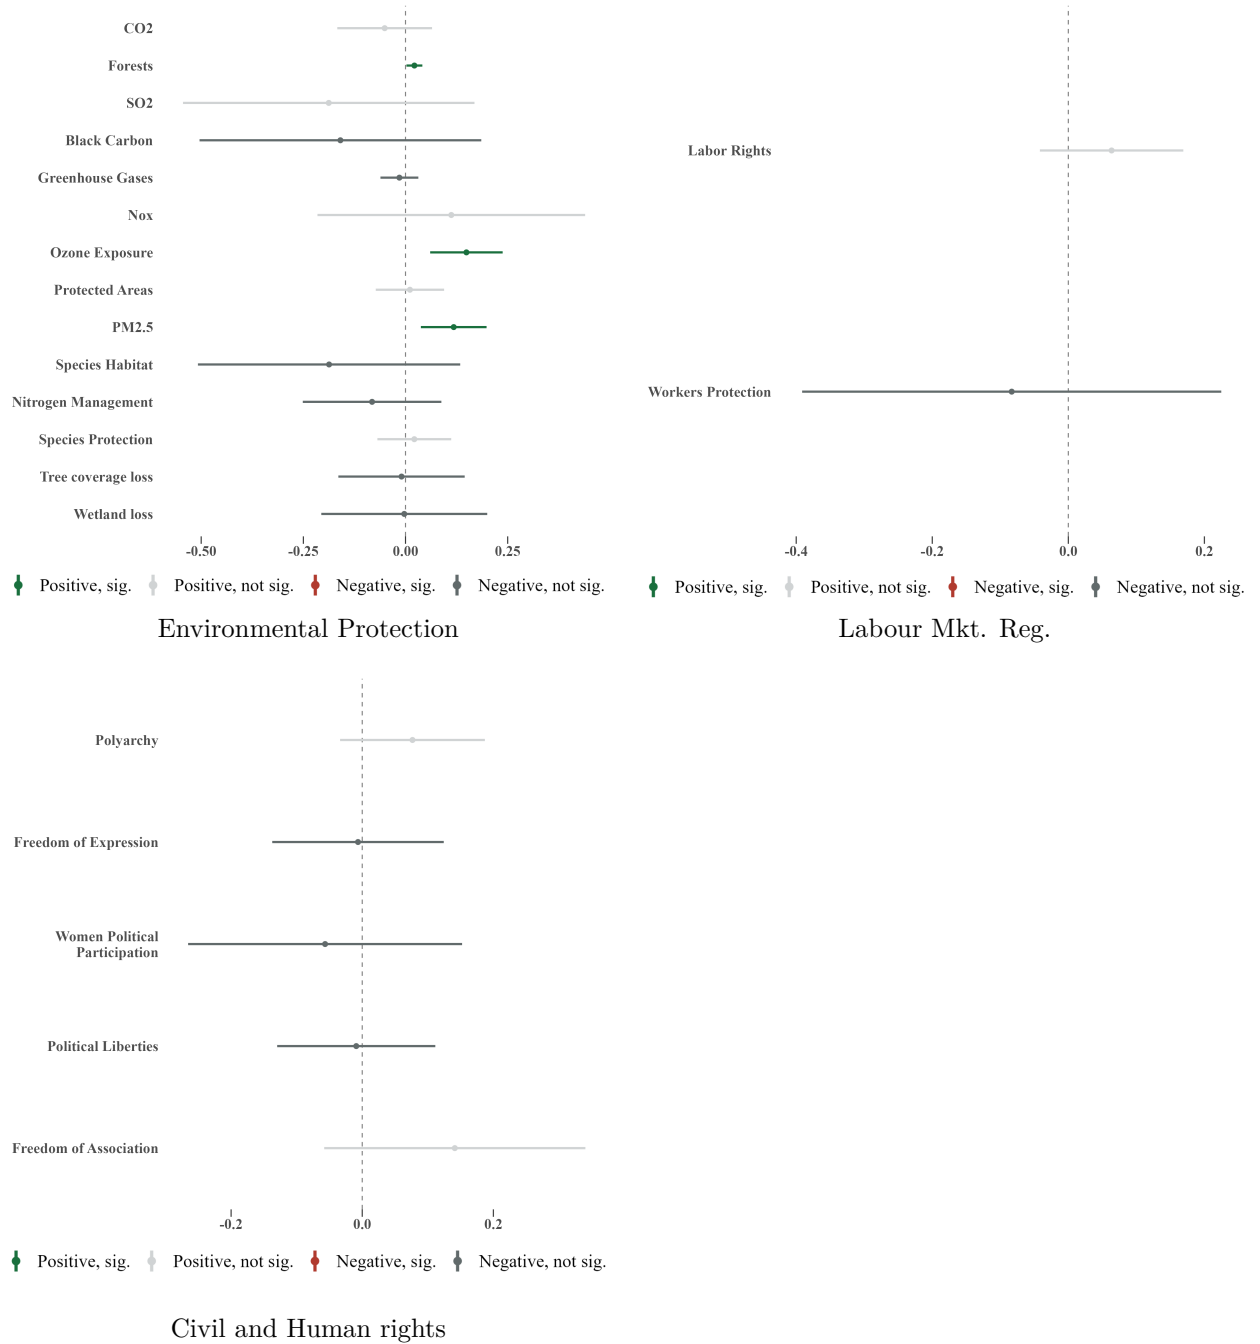 CO2
Forests
SO2
Black Carbon
Greenhouse Gases
Nox
Ozone Exposure
Protected Areas
PM2.5
Species Habitat
Nitrogen Management
Species Protection
Tree coverage loss
Wetland loss
-0.50 -0.25 0.00 0.25
Positive, sig. Positive, not sig. Negative, sig. Negative, not sig.
Environmental Protection
Labor Rights
Workers Protection
-0.4 -0.2 0.0 0.2
Positive, sig. Positive, not sig. Negative, sig. Negative, not sig.
Labour Mkt. Reg.
Polyarchy
Freedom of Expression
Women Political
Participation
Political Liberties
Freedom of Association
-0.2 0.0 0.2
Positive, sig. Positive, not sig. Negative, sig. Negative, not sig.
Civil and Human rights